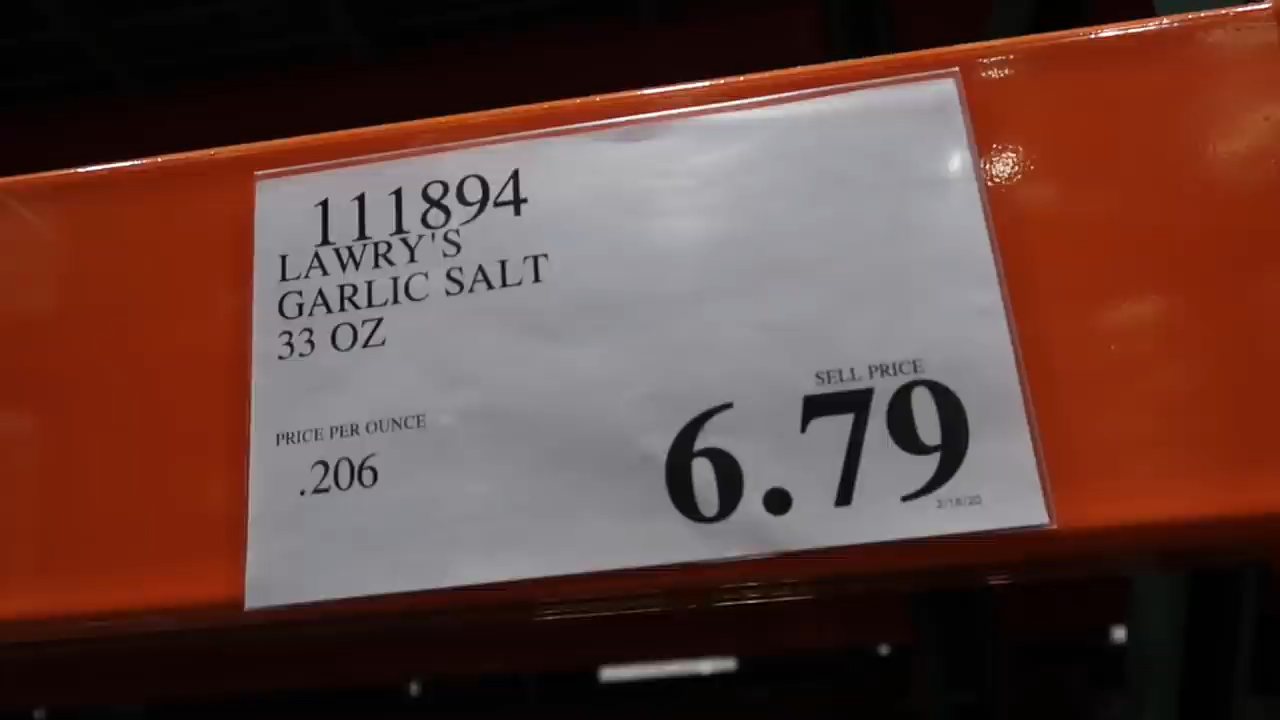 111894
LAWRY'S
GARLIC SALT
33 OZ
PRICE PER OUNCE
.206
SELL PRICE
6.79